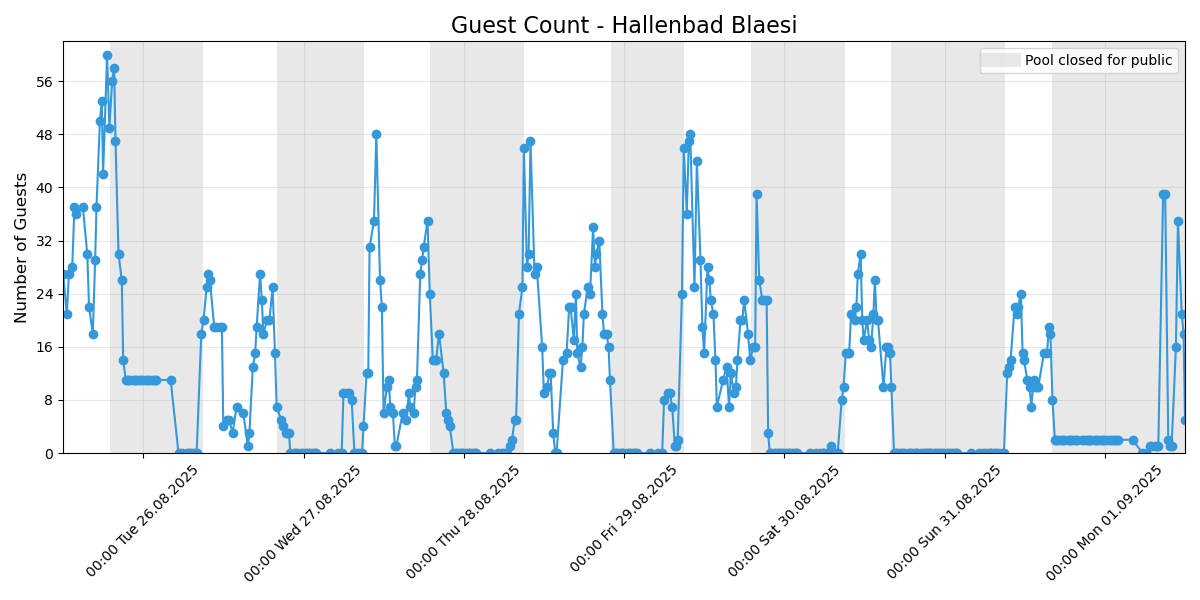 Guest Count - Hallenbad Blaesi
Pool closed for public
Number of Guests
56
48
40
32
24
16
8
0
00:00 Tue 26.08.2025
00:00 Wed 27.08.2025
00:00 Thu 28.08.2025
00:00 Fri 29.08.2025
00:00 Sat 30.08.2025
00:00 Sun 31.08.2025
00:00 Mon 01.09.2025